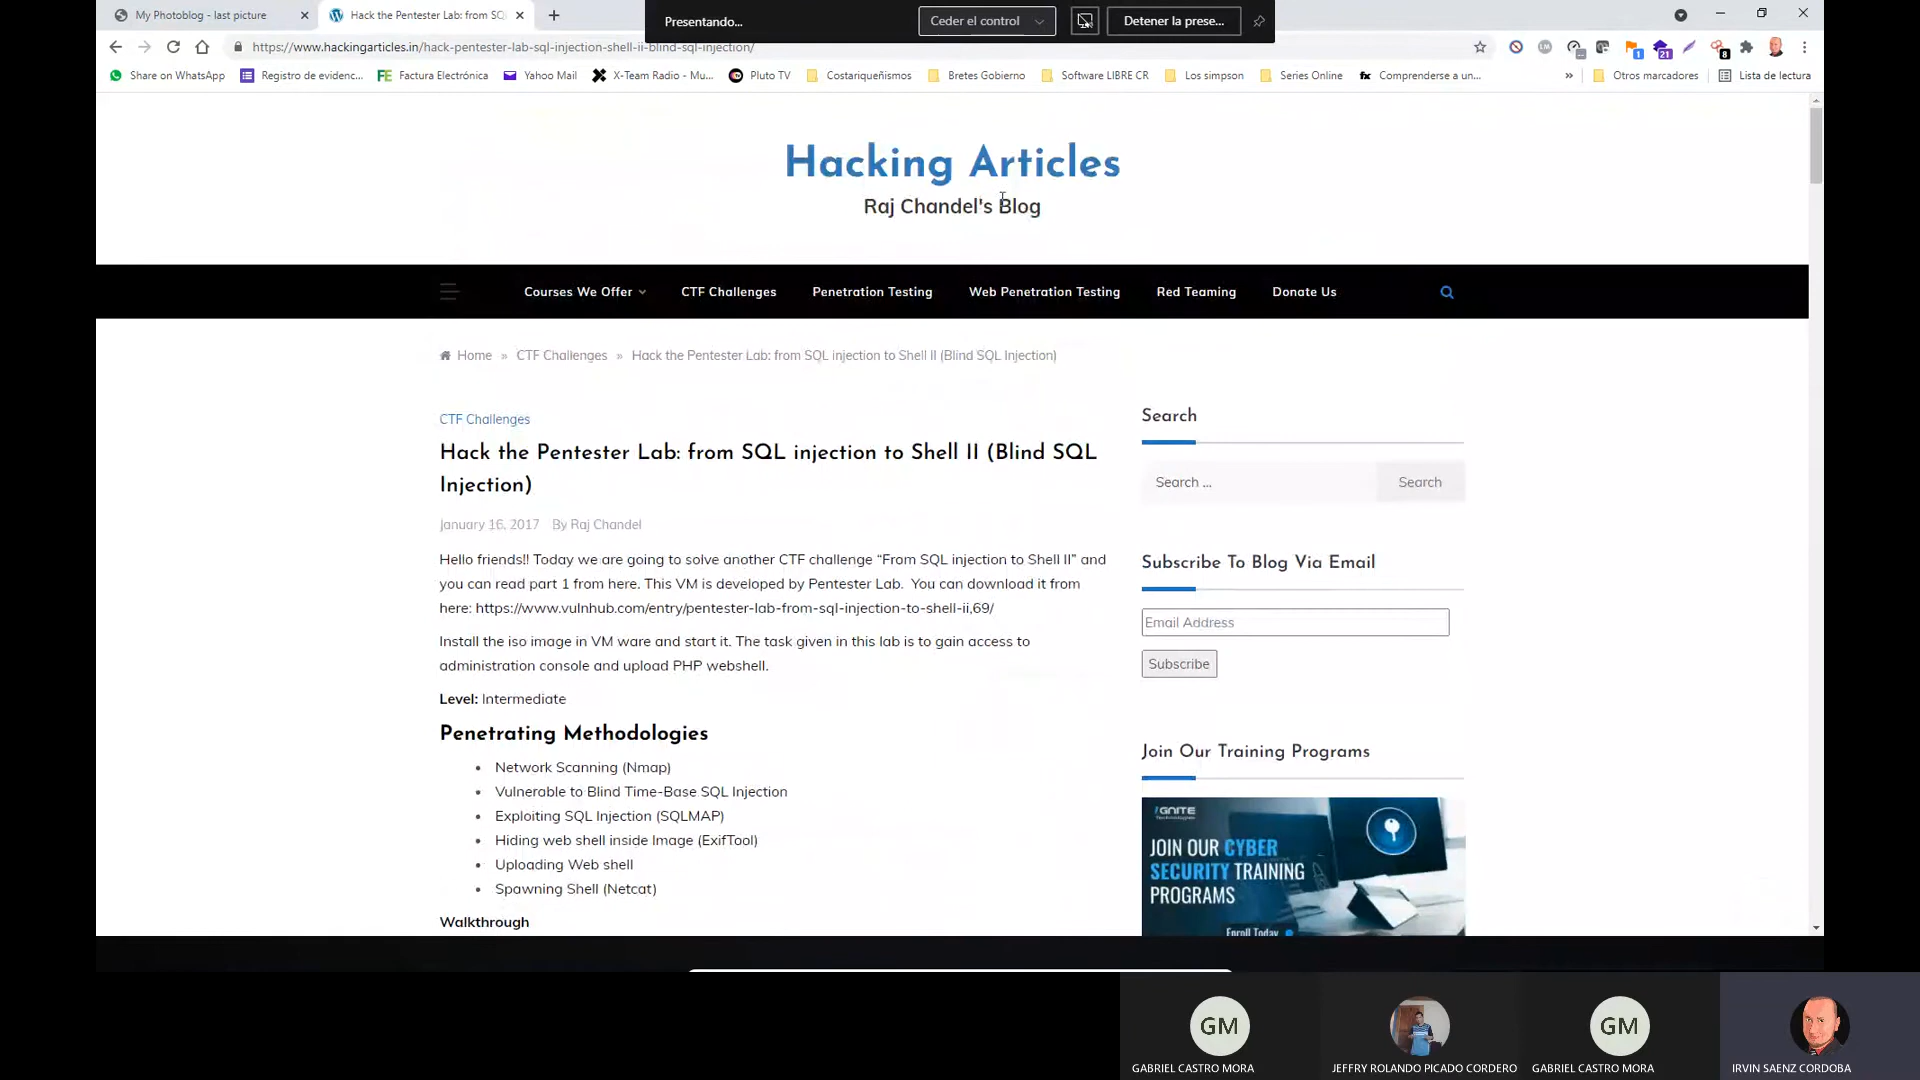 My Photoblog - last picture
Hack the Pentester Lab: from SQ
Presentando...
Ceder el control
Detener la prese...
https://www.hackingarticles.in/hack-pentester-lab-sql-injection-shell-ii-blind-sql-injection/
Share on WhatsApp
Registro de evidenc...
Factura Electrónica
Yahoo Mail
X-Team Radio - Mu...
Pluto TV
Costariqueñismos
Bretes Gobierno
Software LIBRE CR
Los simpson
Series Online
fx Comprenderse a un...
»
Otros marcadores
Lista de lectura
Hacking Articles
Raj Chandel's Blog
Courses We Offer
CTF Challenges
Penetration Testing
Web Penetration Testing
Red Teaming
Donate Us
Home » CTF Challenges » Hack the Pentester Lab: from SQL injection to Shell II (Blind SQL Injection)
CTF Challenges
Hack the Pentester Lab: from SQL injection to Shell II (Blind SQL
Injection)
January 16, 2017 By Raj Chandel
Hello friends!! Today we are going to solve another CTF challenge “From SQL injection to Shell II” and
you can read part 1 from here. This VM is developed by Pentester Lab. You can download it from
here: https://www.vulnhub.com/entry/pentester-lab-from-sql-injection-to-shell-ii,69/
Install the iso image in VM ware and start it. The task given in this lab is to gain access to
administration console and upload PHP webshell.
Level: Intermediate
Penetrating Methodologies
• Network Scanning (Nmap)
• Vulnerable to Blind Time-Base SQL Injection
• Exploiting SQL Injection (SQLMAP)
• Hiding web shell inside Image (ExifTool)
• Uploading Web shell
• Spawning Shell (Netcat)
Walkthrough
Search
Search ...
Search
Subscribe To Blog Via Email
Email Address
Subscribe
Join Our Training Programs
IGNITE
Technologies
JOIN OUR CYBER
SECURITY TRAINING
PROGRAMS
Enroll Today
GM
GABRIEL CASTRO MORA
JEFFRY ROLANDO PICADO CORDERO
GM
GABRIEL CASTRO MORA
IRVIN SAENZ CORDOBA